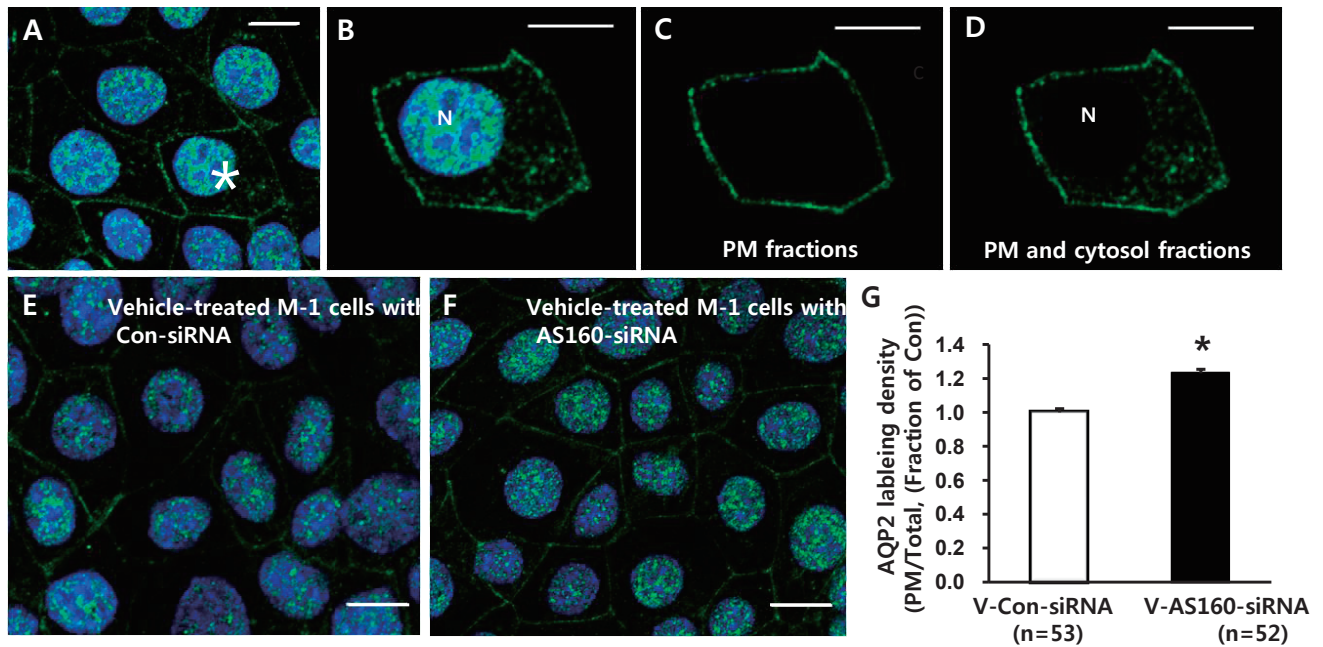 A
*
B
N
C
C
PM fractions
D
N
PM and cytosol fractions
E
Vehicle-treated M-1 cells with
Con-siRNA
F
Vehicle-treated M-1 cells with
AS160-siRNA
G
AQP2 lableing density
(PM/Total, (Fraction of Con))
1.4
1.2
1.0
0.8
0.6
0.4
0.2
0.0
*
V-Con-siRNA
(n=53)
V-AS160-siRNA
(n=52)